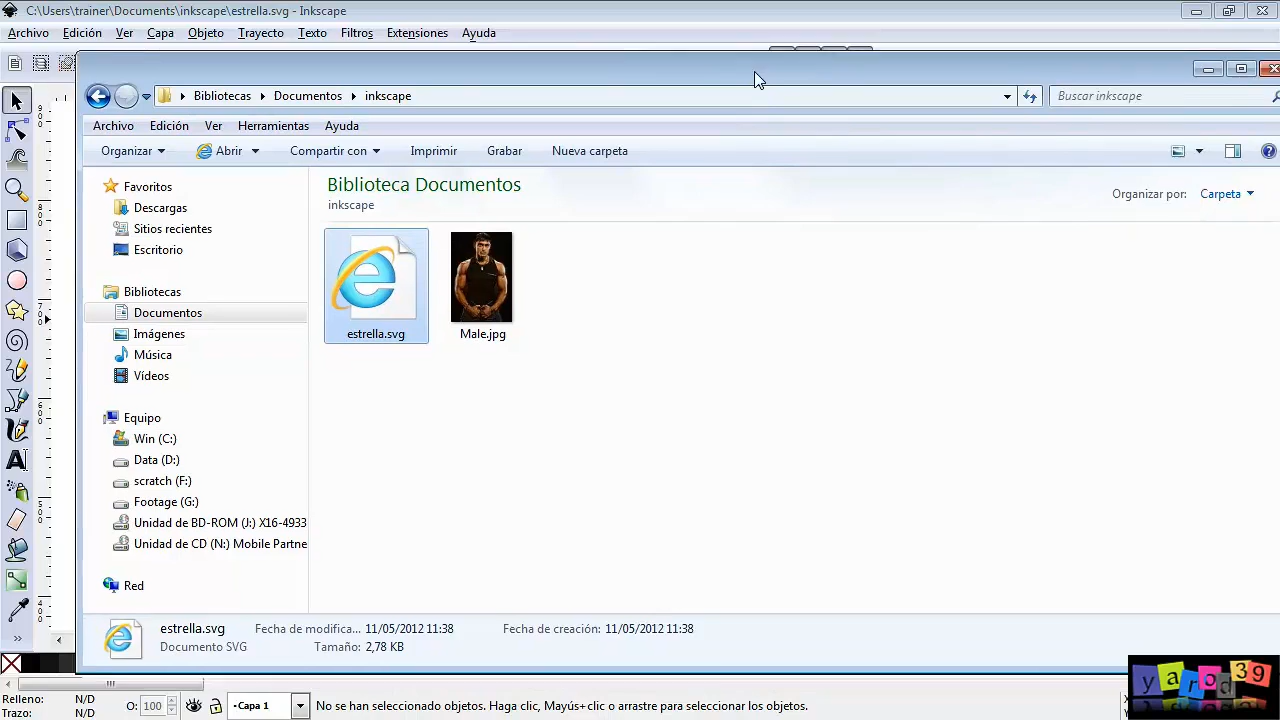 C:\Users\trainer\Documents\inkscape\estrella.svg - Inkscape
Archivo Edición Ver Capa Objeto Trayecto Texto Filtros Extensiones Ayuda
Bibliotecas Documentos inkscape
Buscar inkscape
Archivo Edición Ver Herramientas Ayuda
Organizar Abrir Compartir con Imprimir Grabar Nueva carpeta
Biblioteca Documentos
inkscape
Organizar por: Carpeta
Favoritos
Descargas
Sitios recientes
Escritorio
Bibliotecas
Documentos
Imágenes
Música
Vídeos
Equipo
Win (C:)
Data (D:)
scratch (F:)
Footage (G:)
Unidad de BD-ROM (J:) X16-4933
Unidad de CD (N:) Mobile Partne
Red
estrella.svg
Male.jpg
estrella.svg Fecha de modifica... 11/05/2012 11:38 Fecha de creación: 11/05/2012 11:38
Documento SVG Tamaño: 2,78 KB
Relleno: N/D
Trazo: N/D
O: 100
Capa 1
No se han seleccionado objetos. Haga clic, Mayús+clic o arrastre para seleccionar los objetos.
yarod39